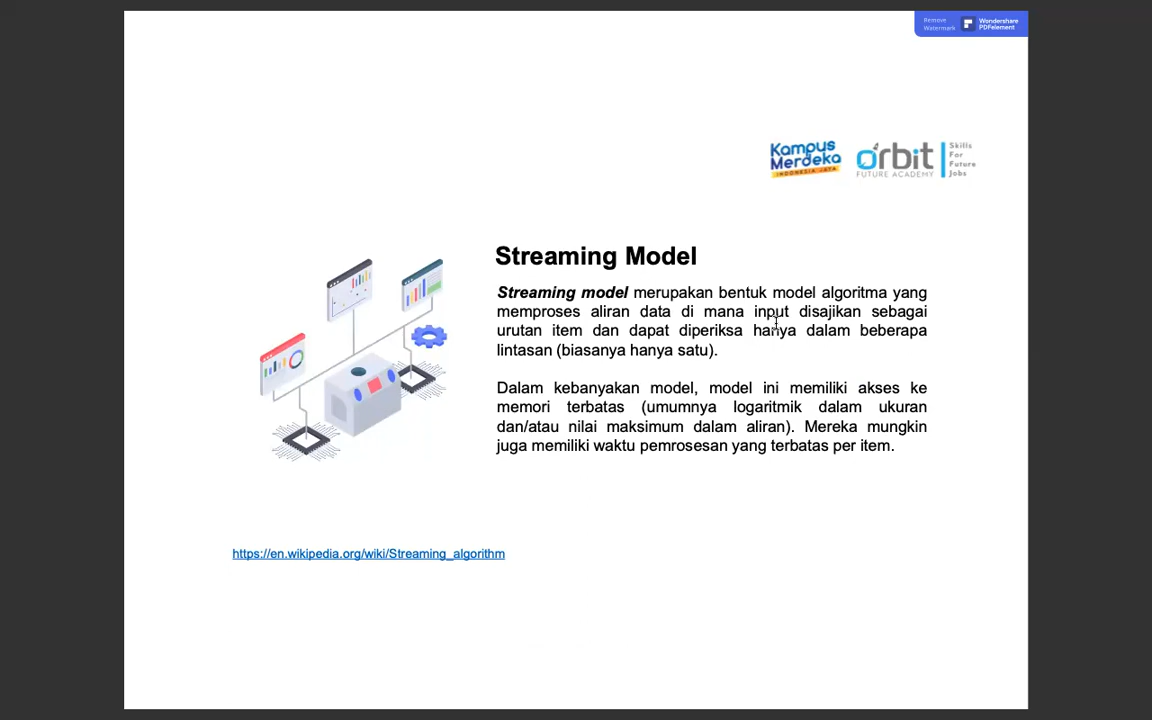 Remove
Watermark
Wondershare
PDFelement
Kampus
Merdeka
INDONESIA JAYA
orbit
FUTURE ACADEMY
Skills
For
Future
Jobs
Streaming Model
Streaming model merupakan bentuk model algoritma yang
memproses aliran data di mana input disajikan sebagai
urutan item dan dapat diperiksa hanya dalam beberapa
lintasan (biasanya hanya satu).
Dalam kebanyakan model, model ini memiliki akses ke
memori terbatas (umumnya logaritmik dalam ukuran
dan/atau nilai maksimum dalam aliran). Mereka mungkin
juga memiliki waktu pemrosesan yang terbatas per item.
https://en.wikipedia.org/wiki/Streaming_algorithm